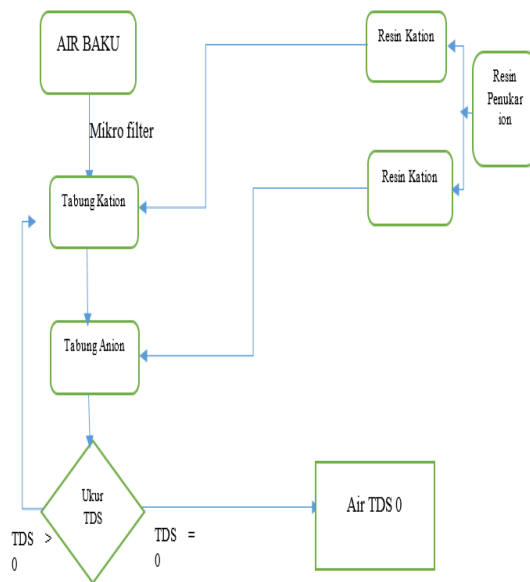 AIR BAKU
Resin Kation
Resin
Penukar
ion
Mikro filter
Resin Kation
Tabung Kation
Tabung Anion
Ukur
TDS
Air TDS 0
TDS >
0
TDS =
0